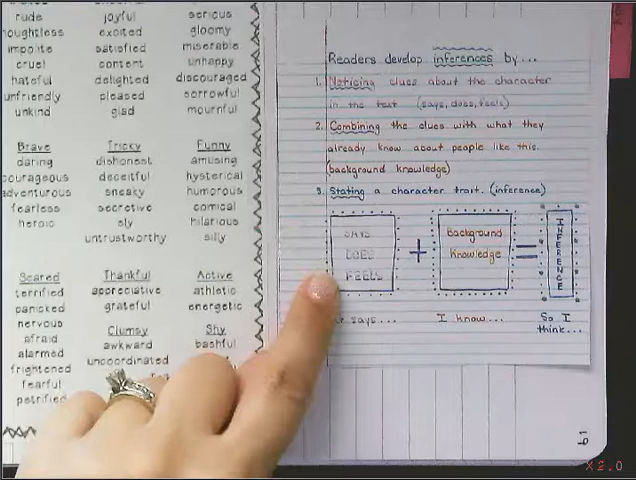 rude joyful serious
excited gloomy
impolite satisfied miserable
cruel content unhappy
hateful delighted discouraged
unfriendly pleased sorrowful
unkind glad mournful
Brave Tricky Funny
daring dishonest amusing
courageous deceitful hysterical
adventurous sneaky humorous
fearless secretive comical
heroic sly hilarious
untrustworthy silly
Scared Thankful Active
terrified appreciative athletic
panicked grateful energetic
nervous
afraid Clumsy Shy
alarmed awkward bashful
frightened uncoordinated
fearful
petrified
Readers develop inferences by...
1. Noticing clues about the character
in the text (says, does, feels)
2. Combining the clues with what they
already know about people like this.
(background knowledge)
3. Stating a character trait. (inference)
SAYS
DOES
FEELS
+
Background
Knowledge
=
INFERENCE
says... I know... So I
think...
19
X2.0